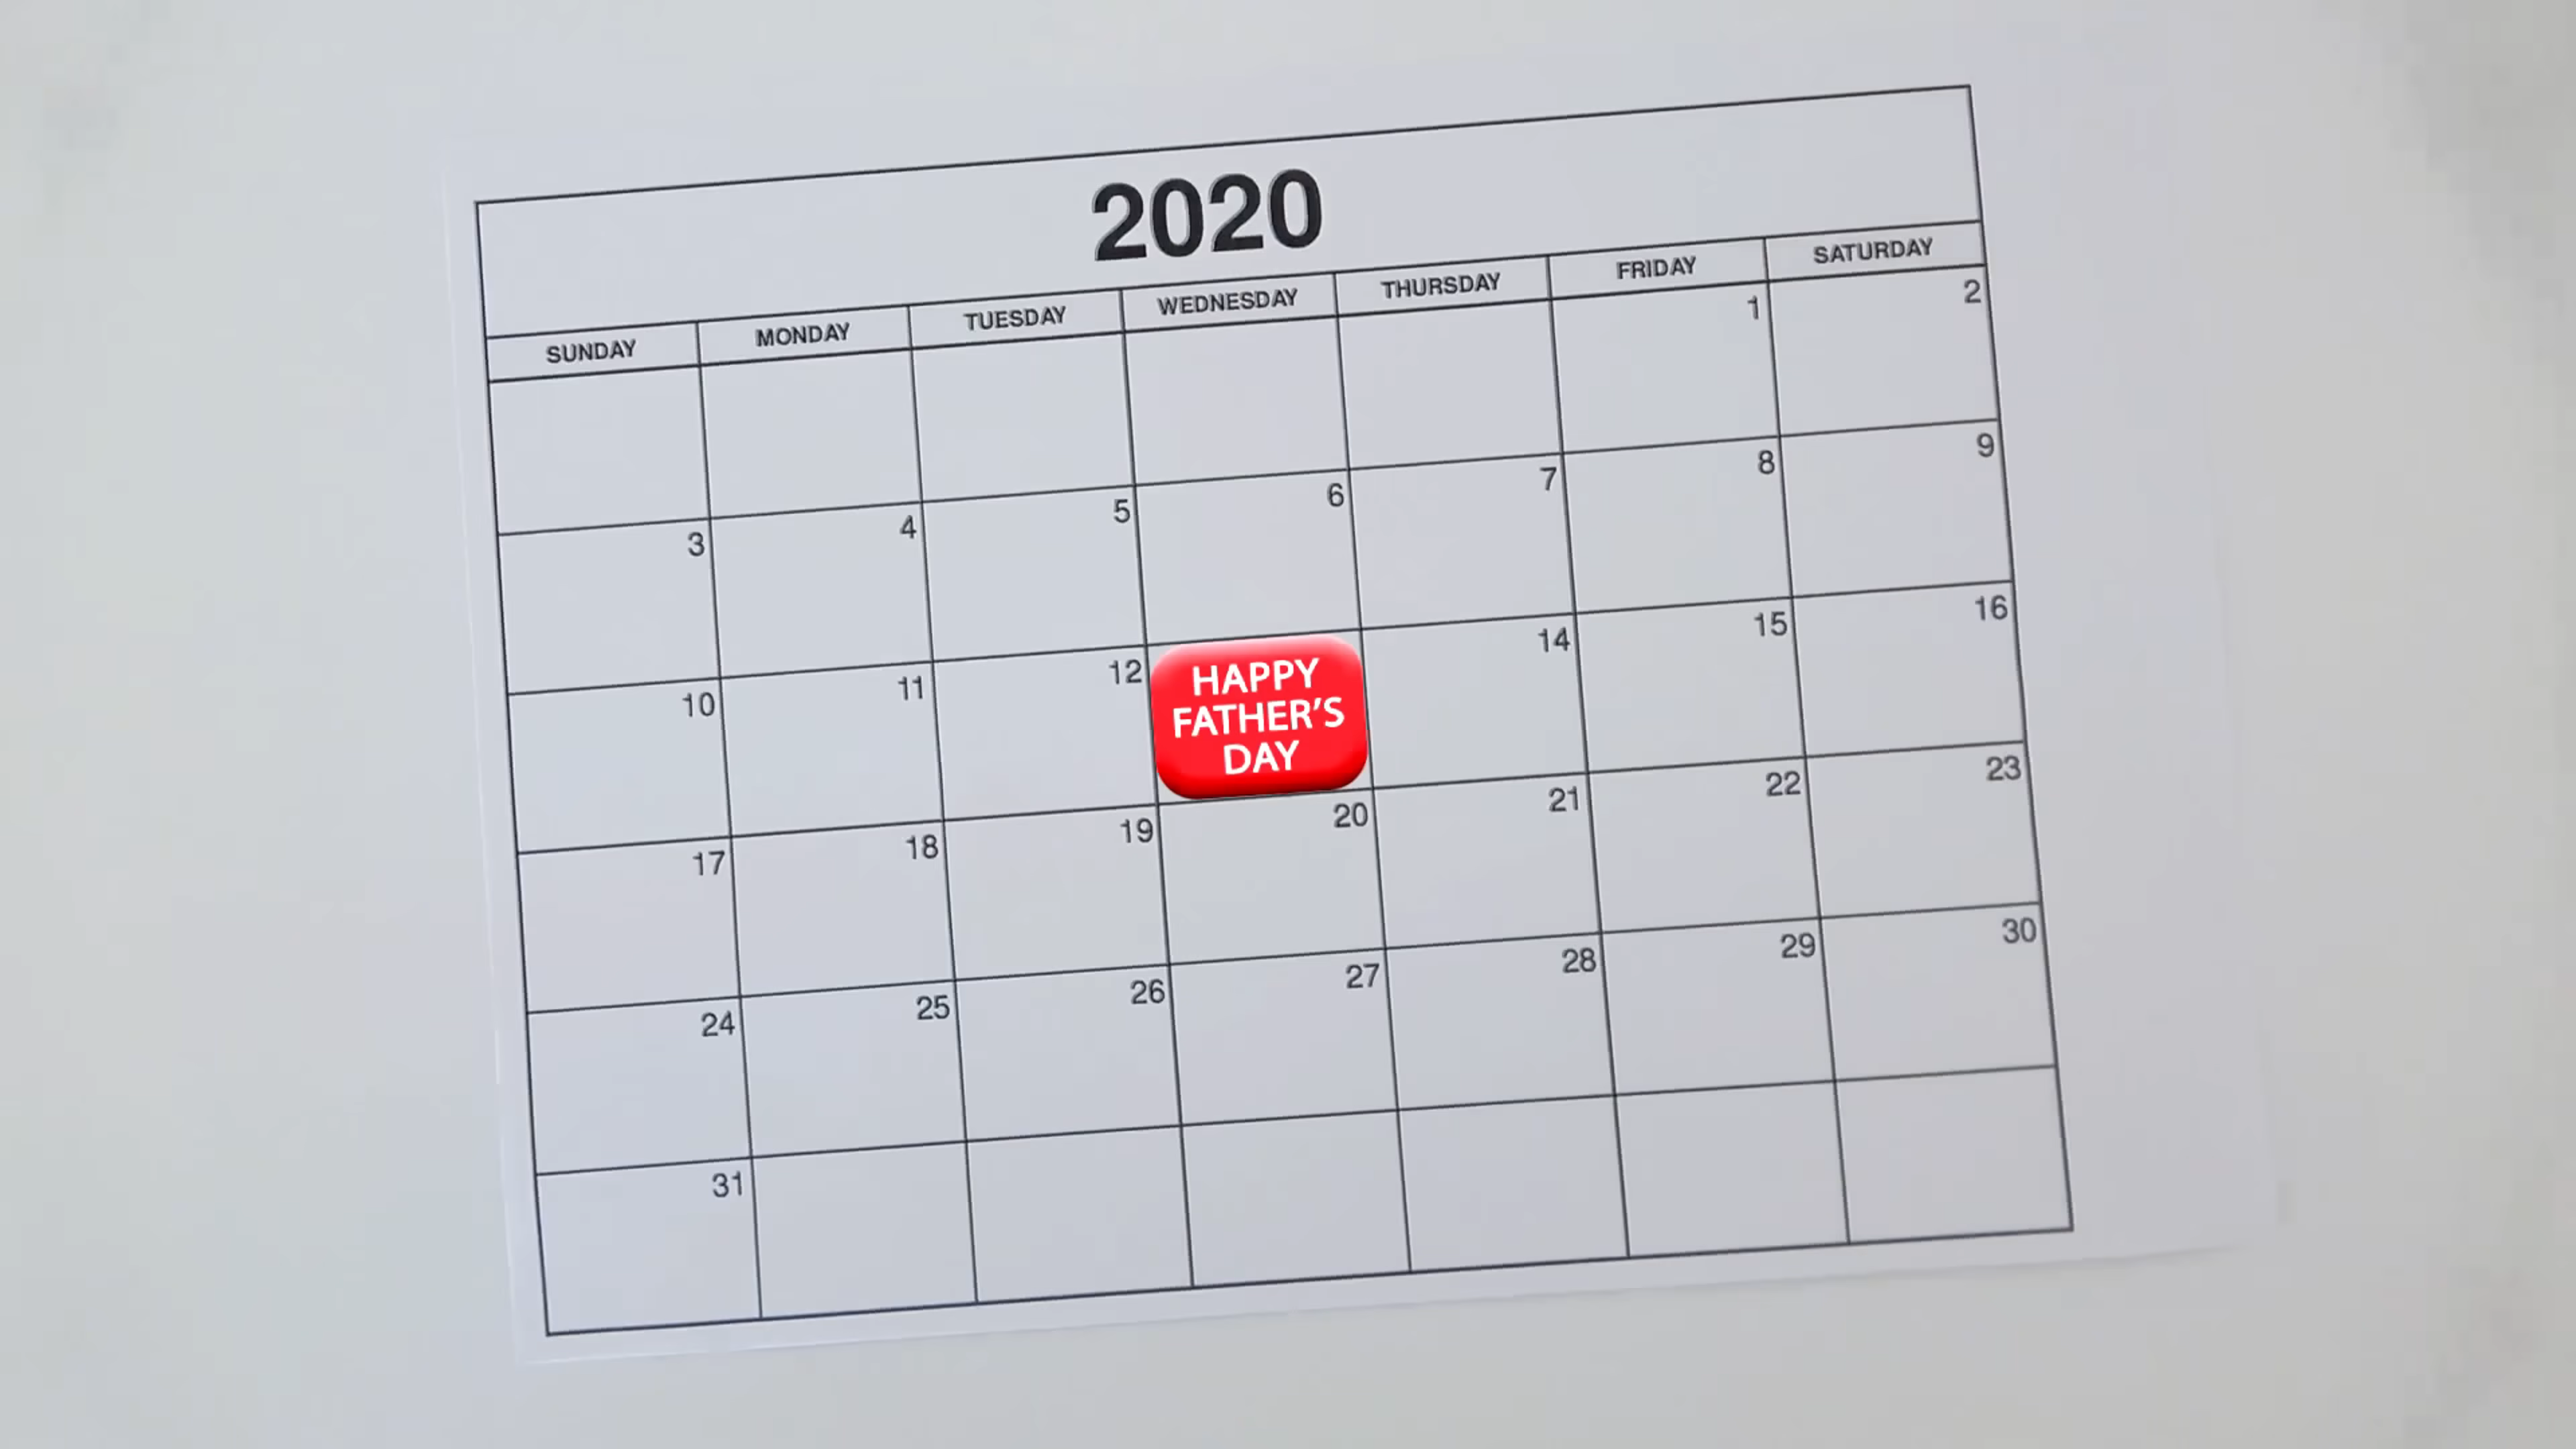 2020
SUNDAY MONDAY TUESDAY WEDNESDAY THURSDAY FRIDAY SATURDAY
1 2
3 4 5 6 7 8 9
10 11 12 HAPPY FATHER'S DAY 14 15 16
17 18 19 20 21 22 23
24 25 26 27 28 29 30
31